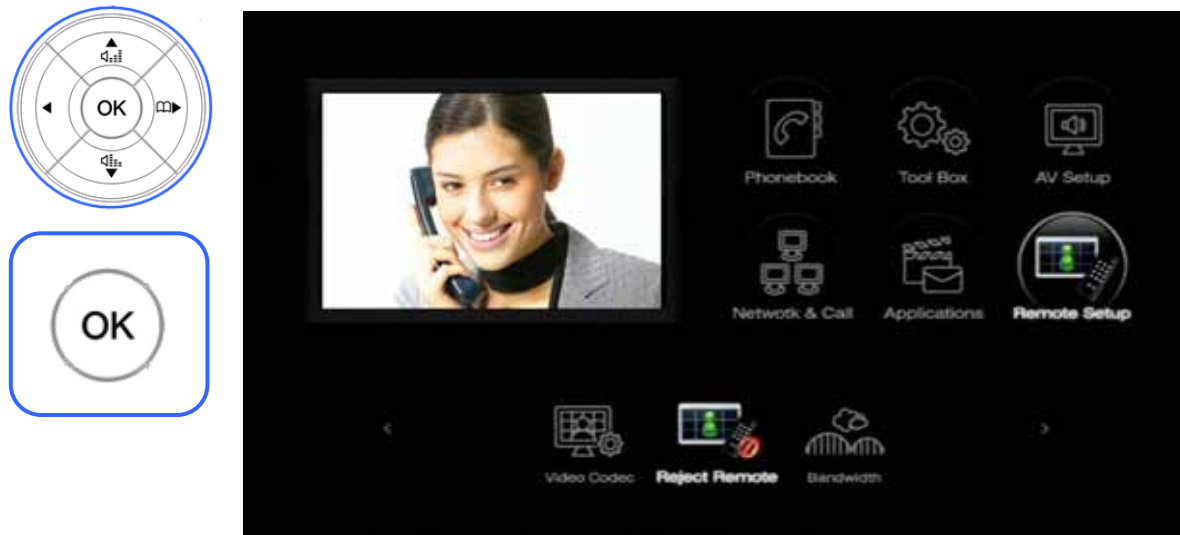 OK
OK
Phonebook Tool Box AV Setup
Netwotk & Call Applications Remote Setup
Video Codec Reject Remote Bandwidth